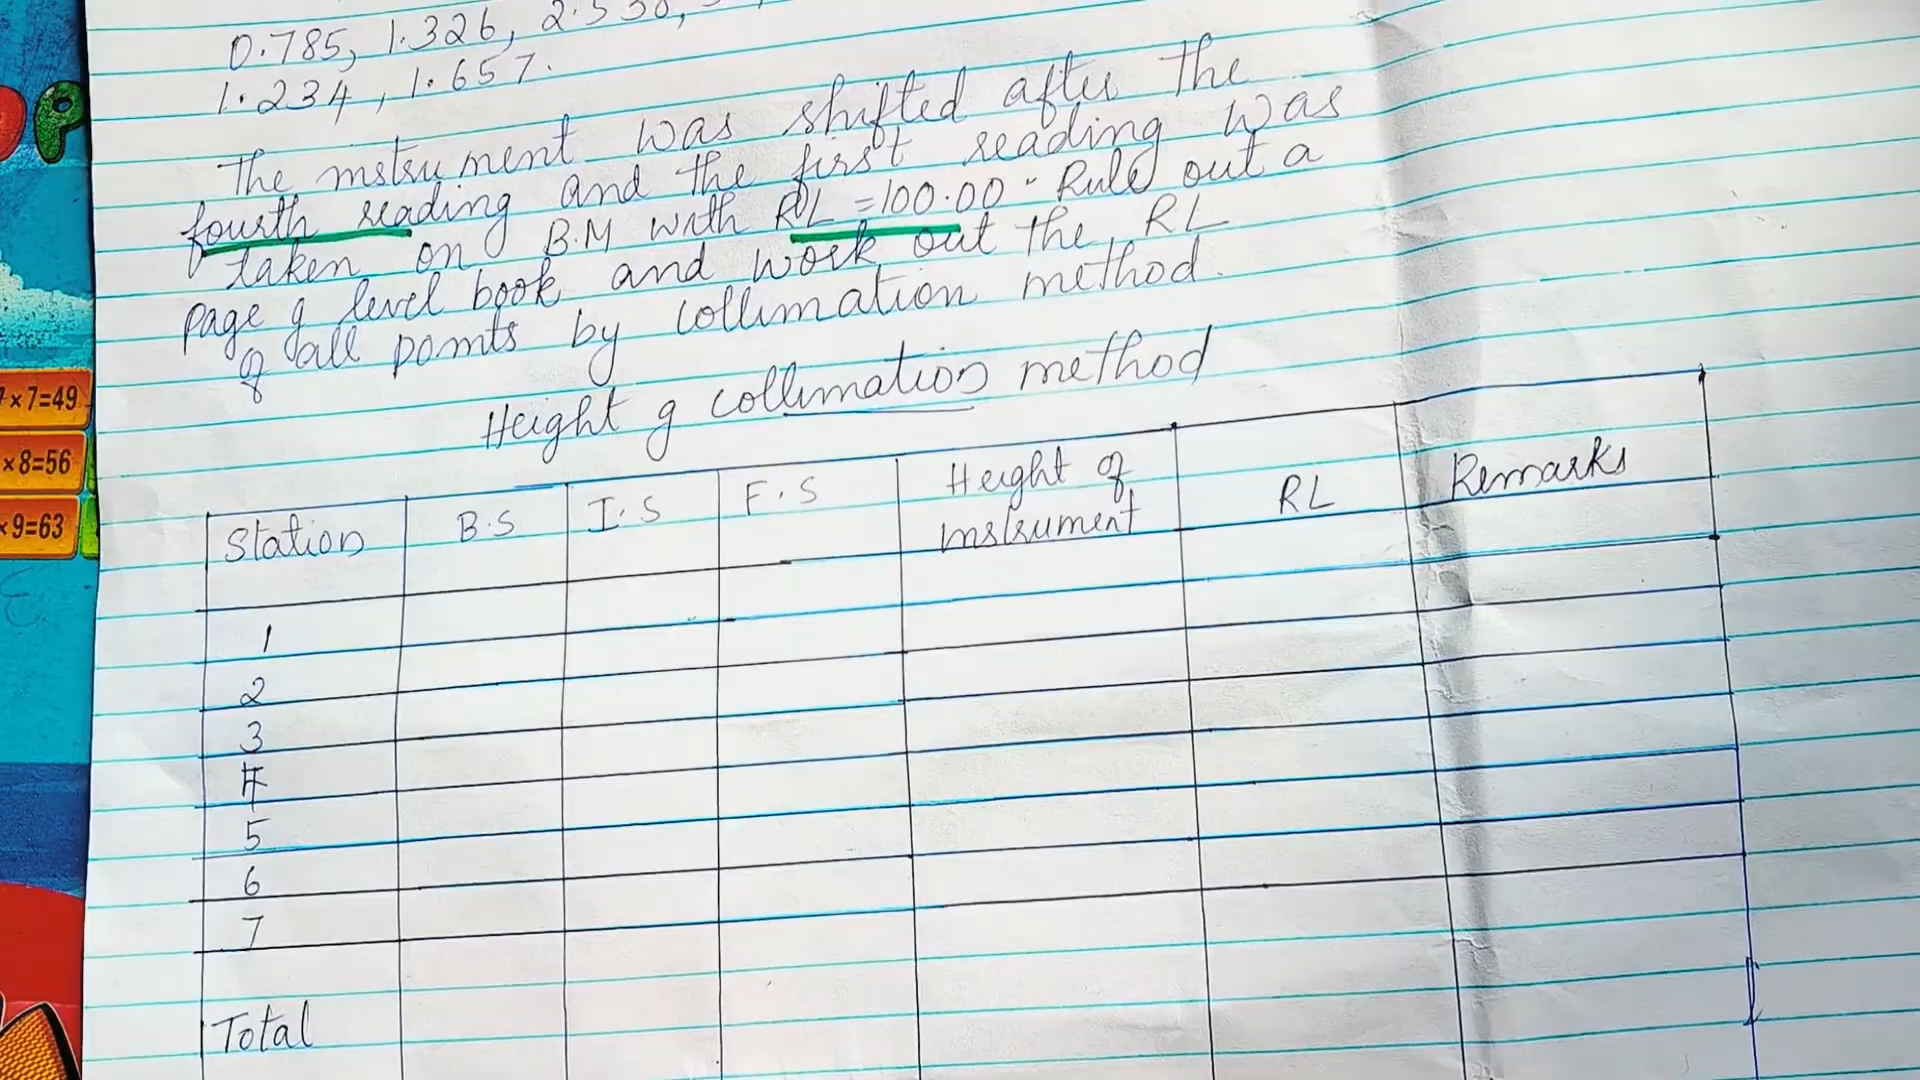 0.785, 1.326, 2.538,
1.234, 1.657.
The instrument was shifted after the
fourth reading and the first reading was
taken on B.M with RL =100.00. Rule out a
page of level book and work out the RL
of all points by collimation method.
Height of collimation method
Station B.S I.S F.S Height of instrument RL Remarks
1
2
3
4
5
6
7
Total
7×7=49
×8=56
×9=63